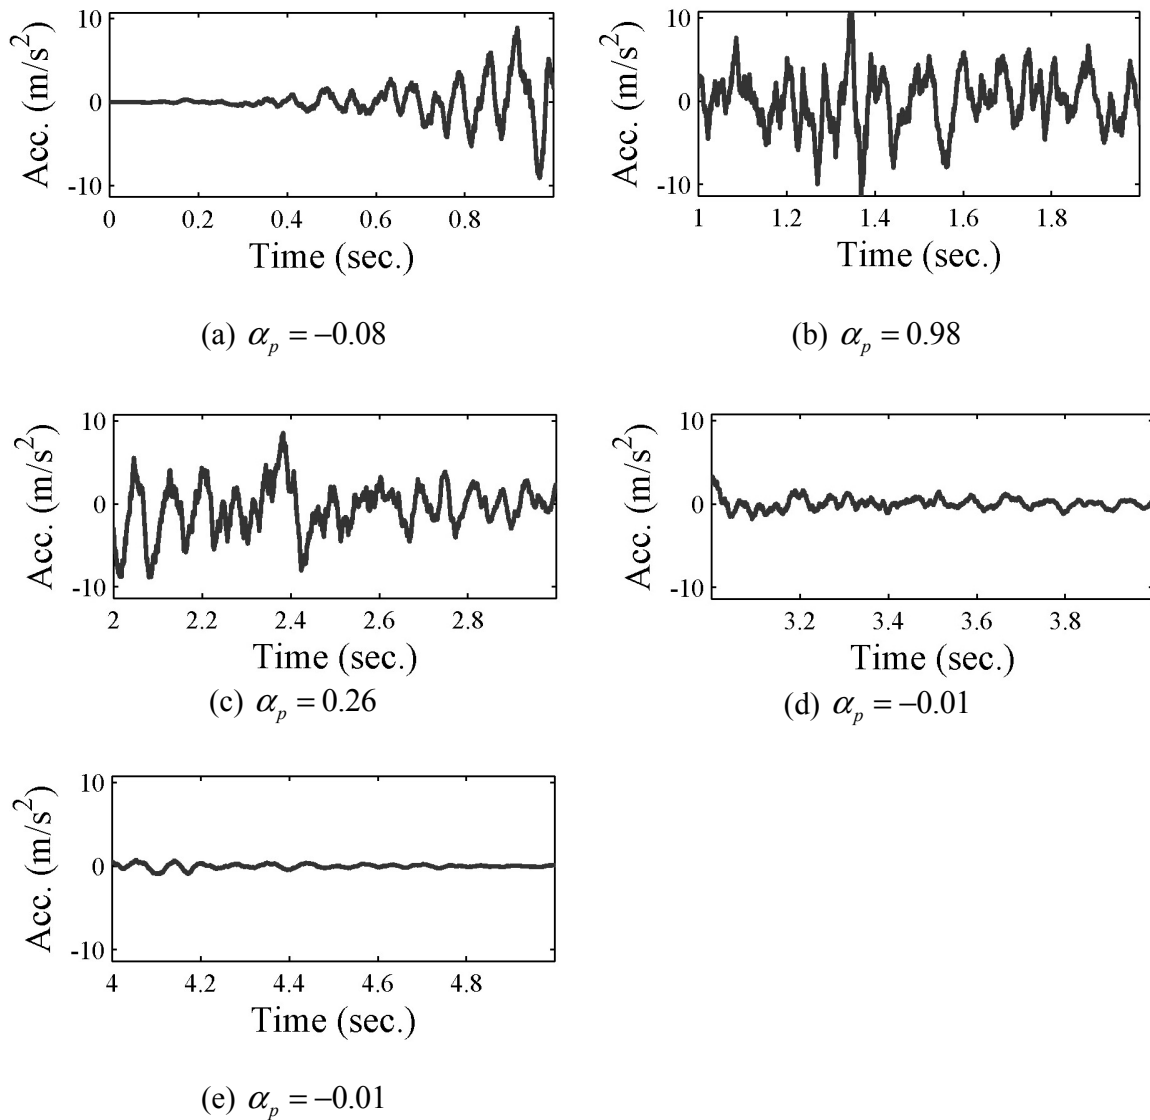 10
0
-10
Acc. (m/s²)
0 0.2 0.4 0.6 0.8
Time (sec.)
(a) αₚ = −0.08
10
0
-10
Acc. (m/s²)
1 1.2 1.4 1.6 1.8
Time (sec.)
(b) αₚ = 0.98
10
0
-10
Acc. (m/s²)
2 2.2 2.4 2.6 2.8
Time (sec.)
(c) αₚ = 0.26
10
0
-10
Acc. (m/s²)
3.2 3.4 3.6 3.8
Time (sec.)
(d) αₚ = −0.01
10
0
-10
Acc. (m/s²)
4 4.2 4.4 4.6 4.8
Time (sec.)
(e) αₚ = −0.01